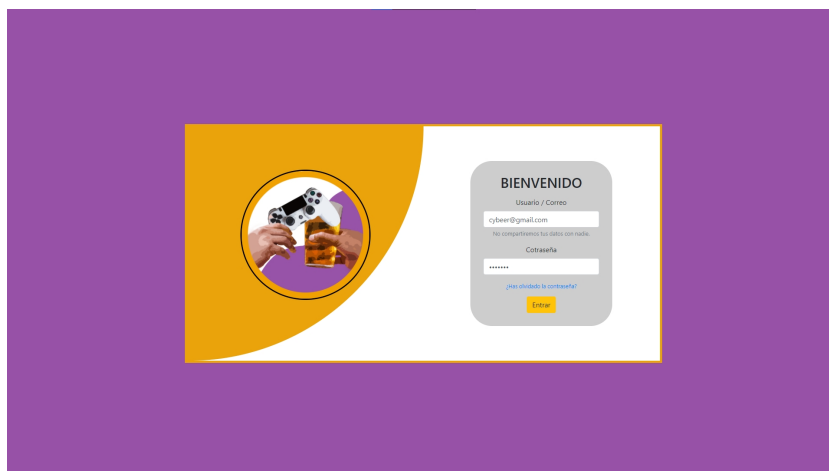 BIENVENIDO
Usuario / Correo
cybeer@gmail.com
No compartiremos tus datos con nadie.
Cotraseña
•••••••
¿Has olvidado la contraseña?
Entrar